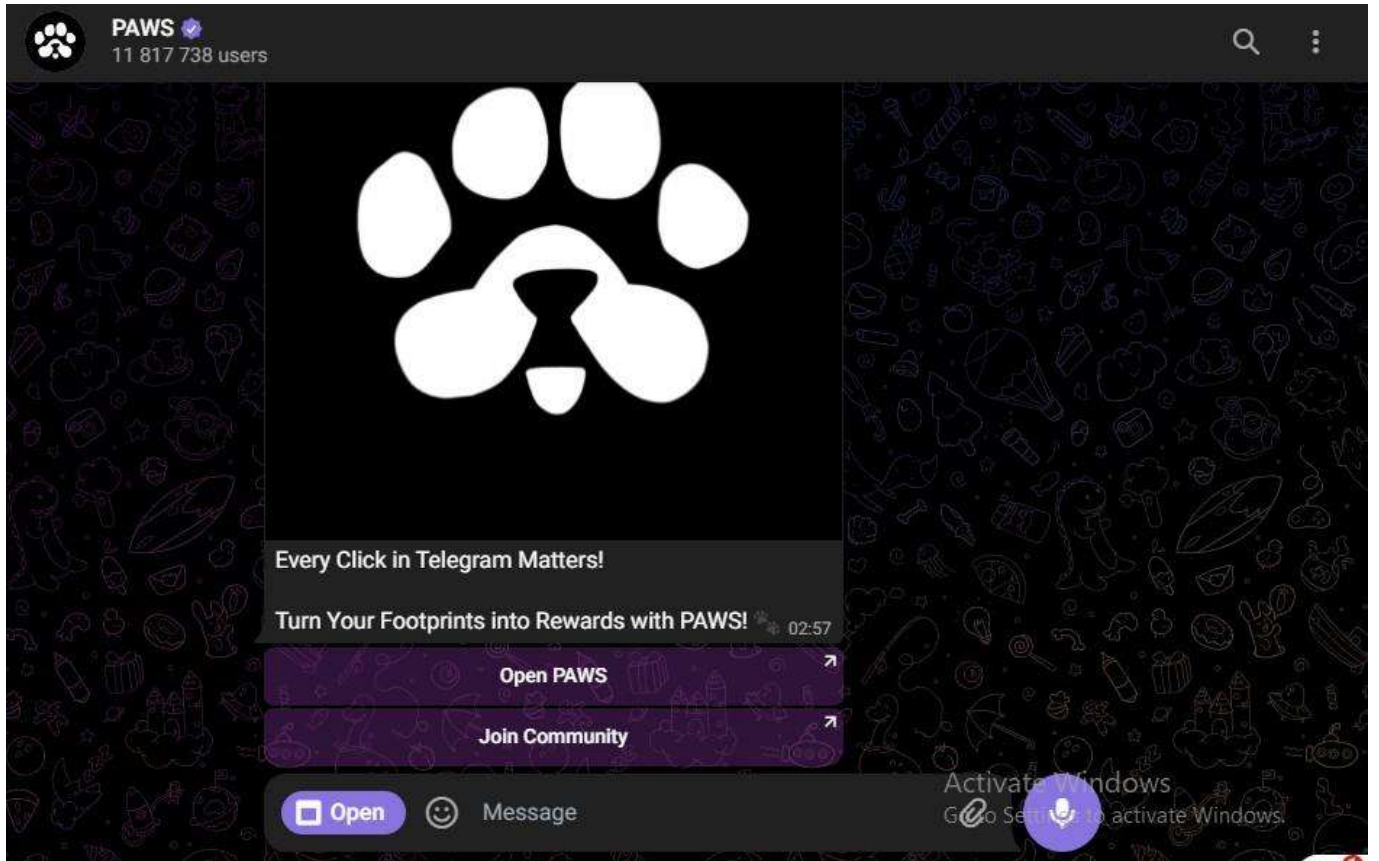 PAWS
11 817 738 users
Every Click in Telegram Matters!
Turn Your Footprints into Rewards with PAWS! 🐾 02:57
Open PAWS
Join Community
Open Message
Activate Windows
Go to Settings to activate Windows.